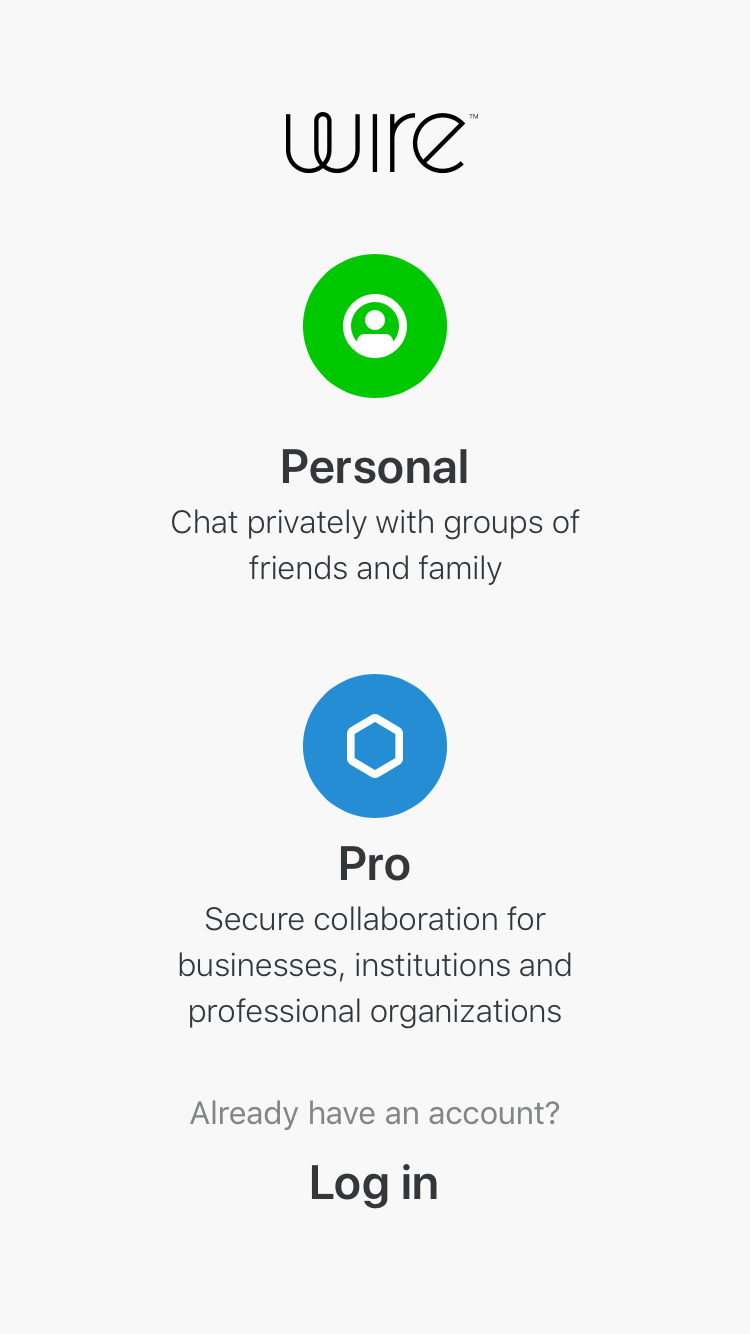 wire™
Personal
Chat privately with groups of
friends and family
Pro
Secure collaboration for
businesses, institutions and
professional organizations
Already have an account?
Log in